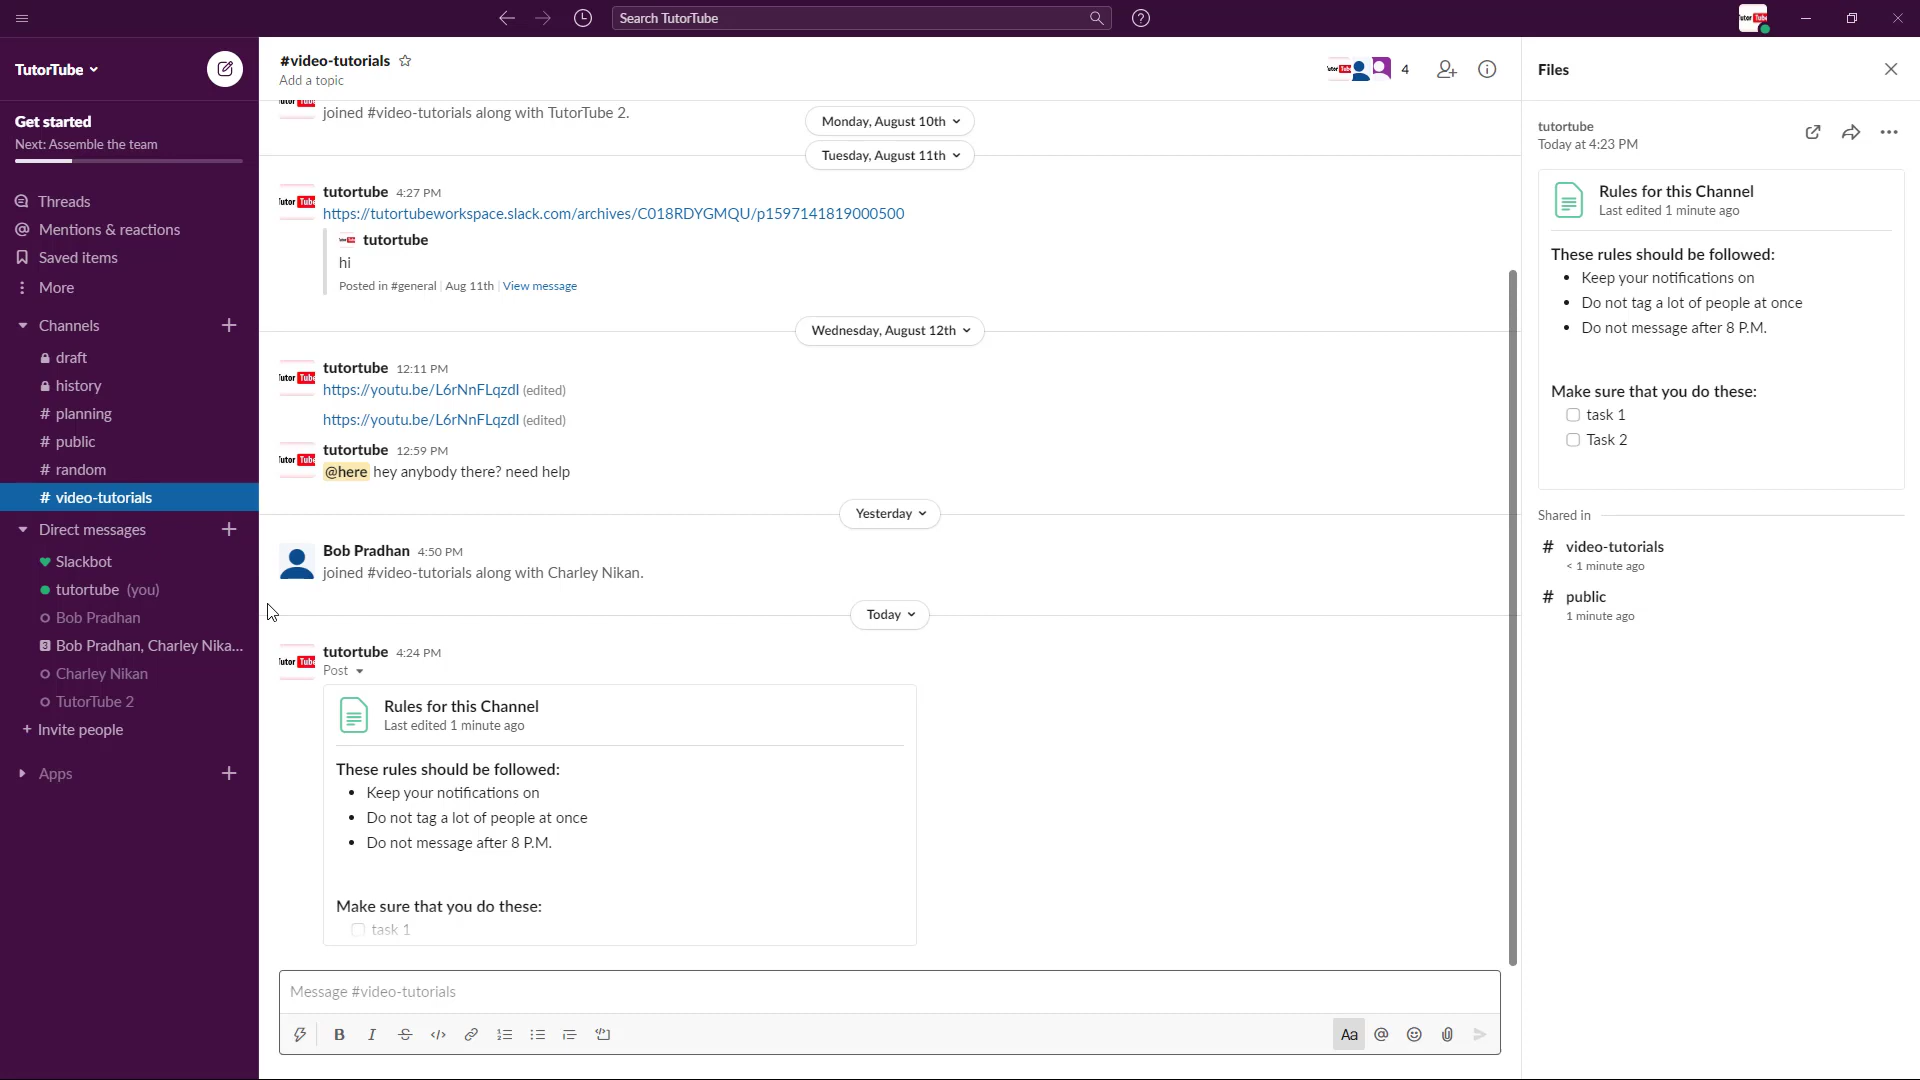 Search TutorTube
TutorTube
Get started
Next: Assemble the team
Threads
Mentions & reactions
Saved items
More
Channels
draft
history
# planning
# public
# random
# video-tutorials
Direct messages
Slackbot
tutortube (you)
Bob Pradhan
3 Bob Pradhan, Charley Nika...
Charley Nikan
TutorTube 2
+ Invite people
Apps
#video-tutorials
Add a topic
4
joined #video-tutorials along with TutorTube 2.
Monday, August 10th
Tuesday, August 11th
tutortube 4:27 PM
https://tutortubeworkspace.slack.com/archives/C018RDYGMQU/p1597141819000500
tutortube
hi
Posted in #general | Aug 11th | View message
Wednesday, August 12th
tutortube 12:11 PM
https://youtu.be/L6rNnFLqzdI (edited)
https://youtu.be/L6rNnFLqzdI (edited)
tutortube 12:59 PM
@here hey anybody there? need help
Yesterday
Bob Pradhan 4:50 PM
joined #video-tutorials along with Charley Nikan.
Today
tutortube 4:24 PM
Post
Rules for this Channel
Last edited 1 minute ago
These rules should be followed:
• Keep your notifications on
• Do not tag a lot of people at once
• Do not message after 8 P.M.
Make sure that you do these:
task 1
Message #video-tutorials
B I S Aa @
Files
tutortube
Today at 4:23 PM
Rules for this Channel
Last edited 1 minute ago
These rules should be followed:
• Keep your notifications on
• Do not tag a lot of people at once
• Do not message after 8 P.M.
Make sure that you do these:
task 1
Task 2
Shared in
# video-tutorials
< 1 minute ago
# public
1 minute ago